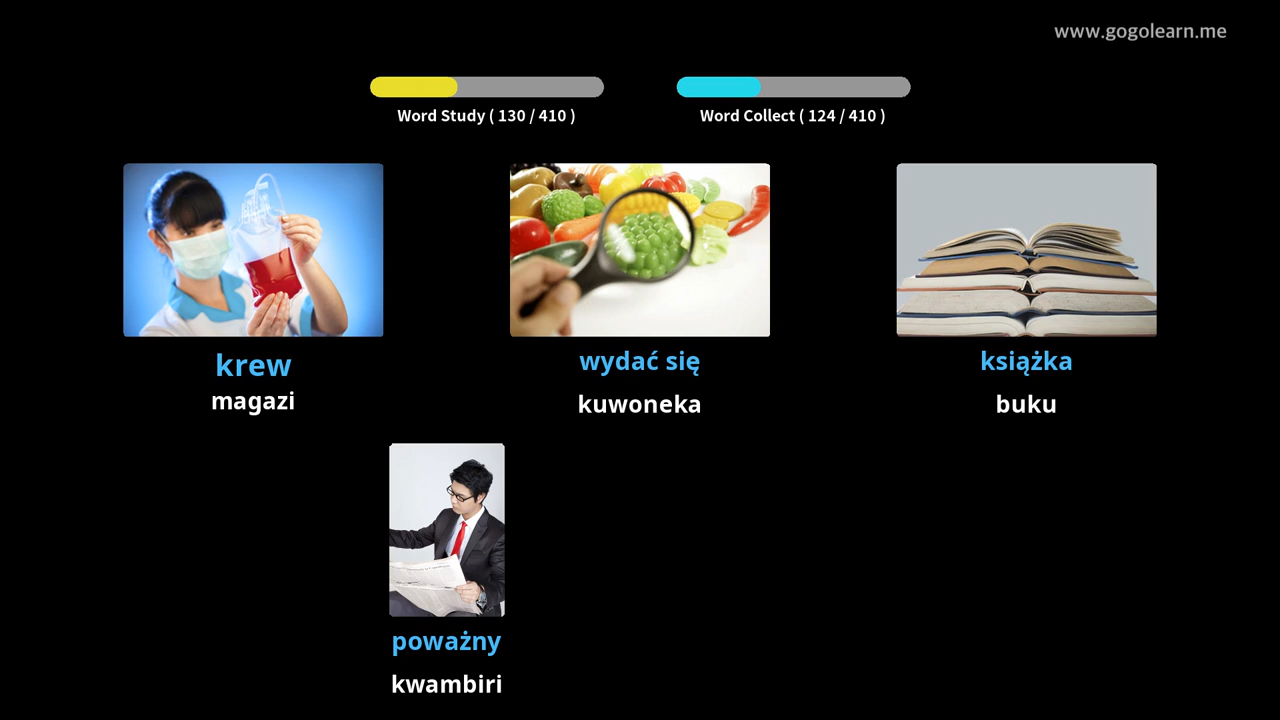 www.gogolearn.me
Word Study ( 130 / 410 )
Word Collect ( 124 / 410 )
krew
magazi
wydać się
kuwoneka
książka
buku
poważny
kwambiri